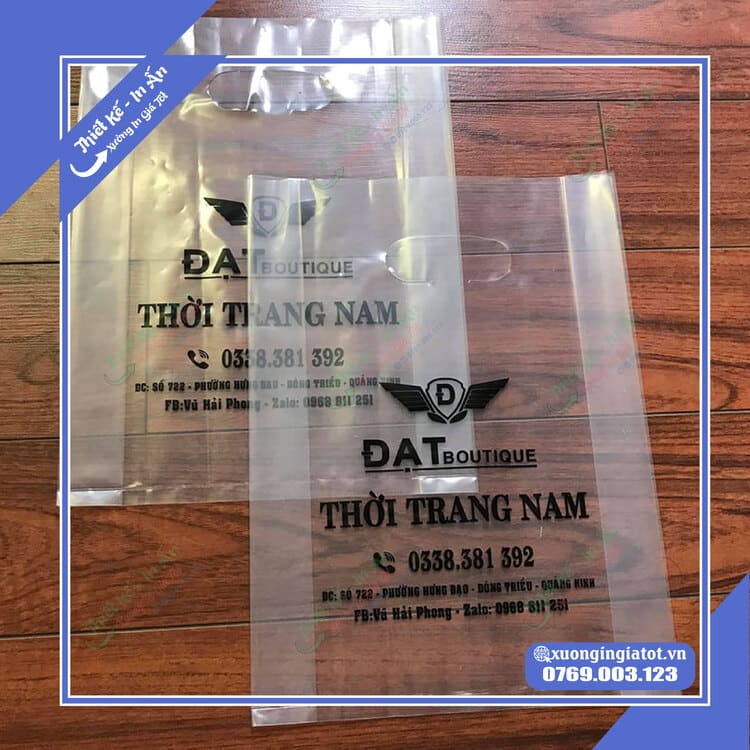 Thiết Kế - In Ấn
Xưởng In Giá Tốt
Đ
ĐẠT BOUTIQUE
THỜI TRANG NAM
0338.381 392
ĐC: SỐ 722 - PHƯỜNG HƯNG ĐẠO - ĐÔNG TRIỀU - QUẢNG NINH
FB:Vũ Hải Phong - Zalo: 0968 811 251
Đ
ĐẠT BOUTIQUE
THỜI TRANG NAM
0338.381 392
ĐC: SỐ 722 - PHƯỜNG HƯNG ĐẠO - ĐÔNG TRIỀU - QUẢNG NINH
FB:Vũ Hải Phong - Zalo: 0968 811 251
xuongingiatot.vn
0769.003.123